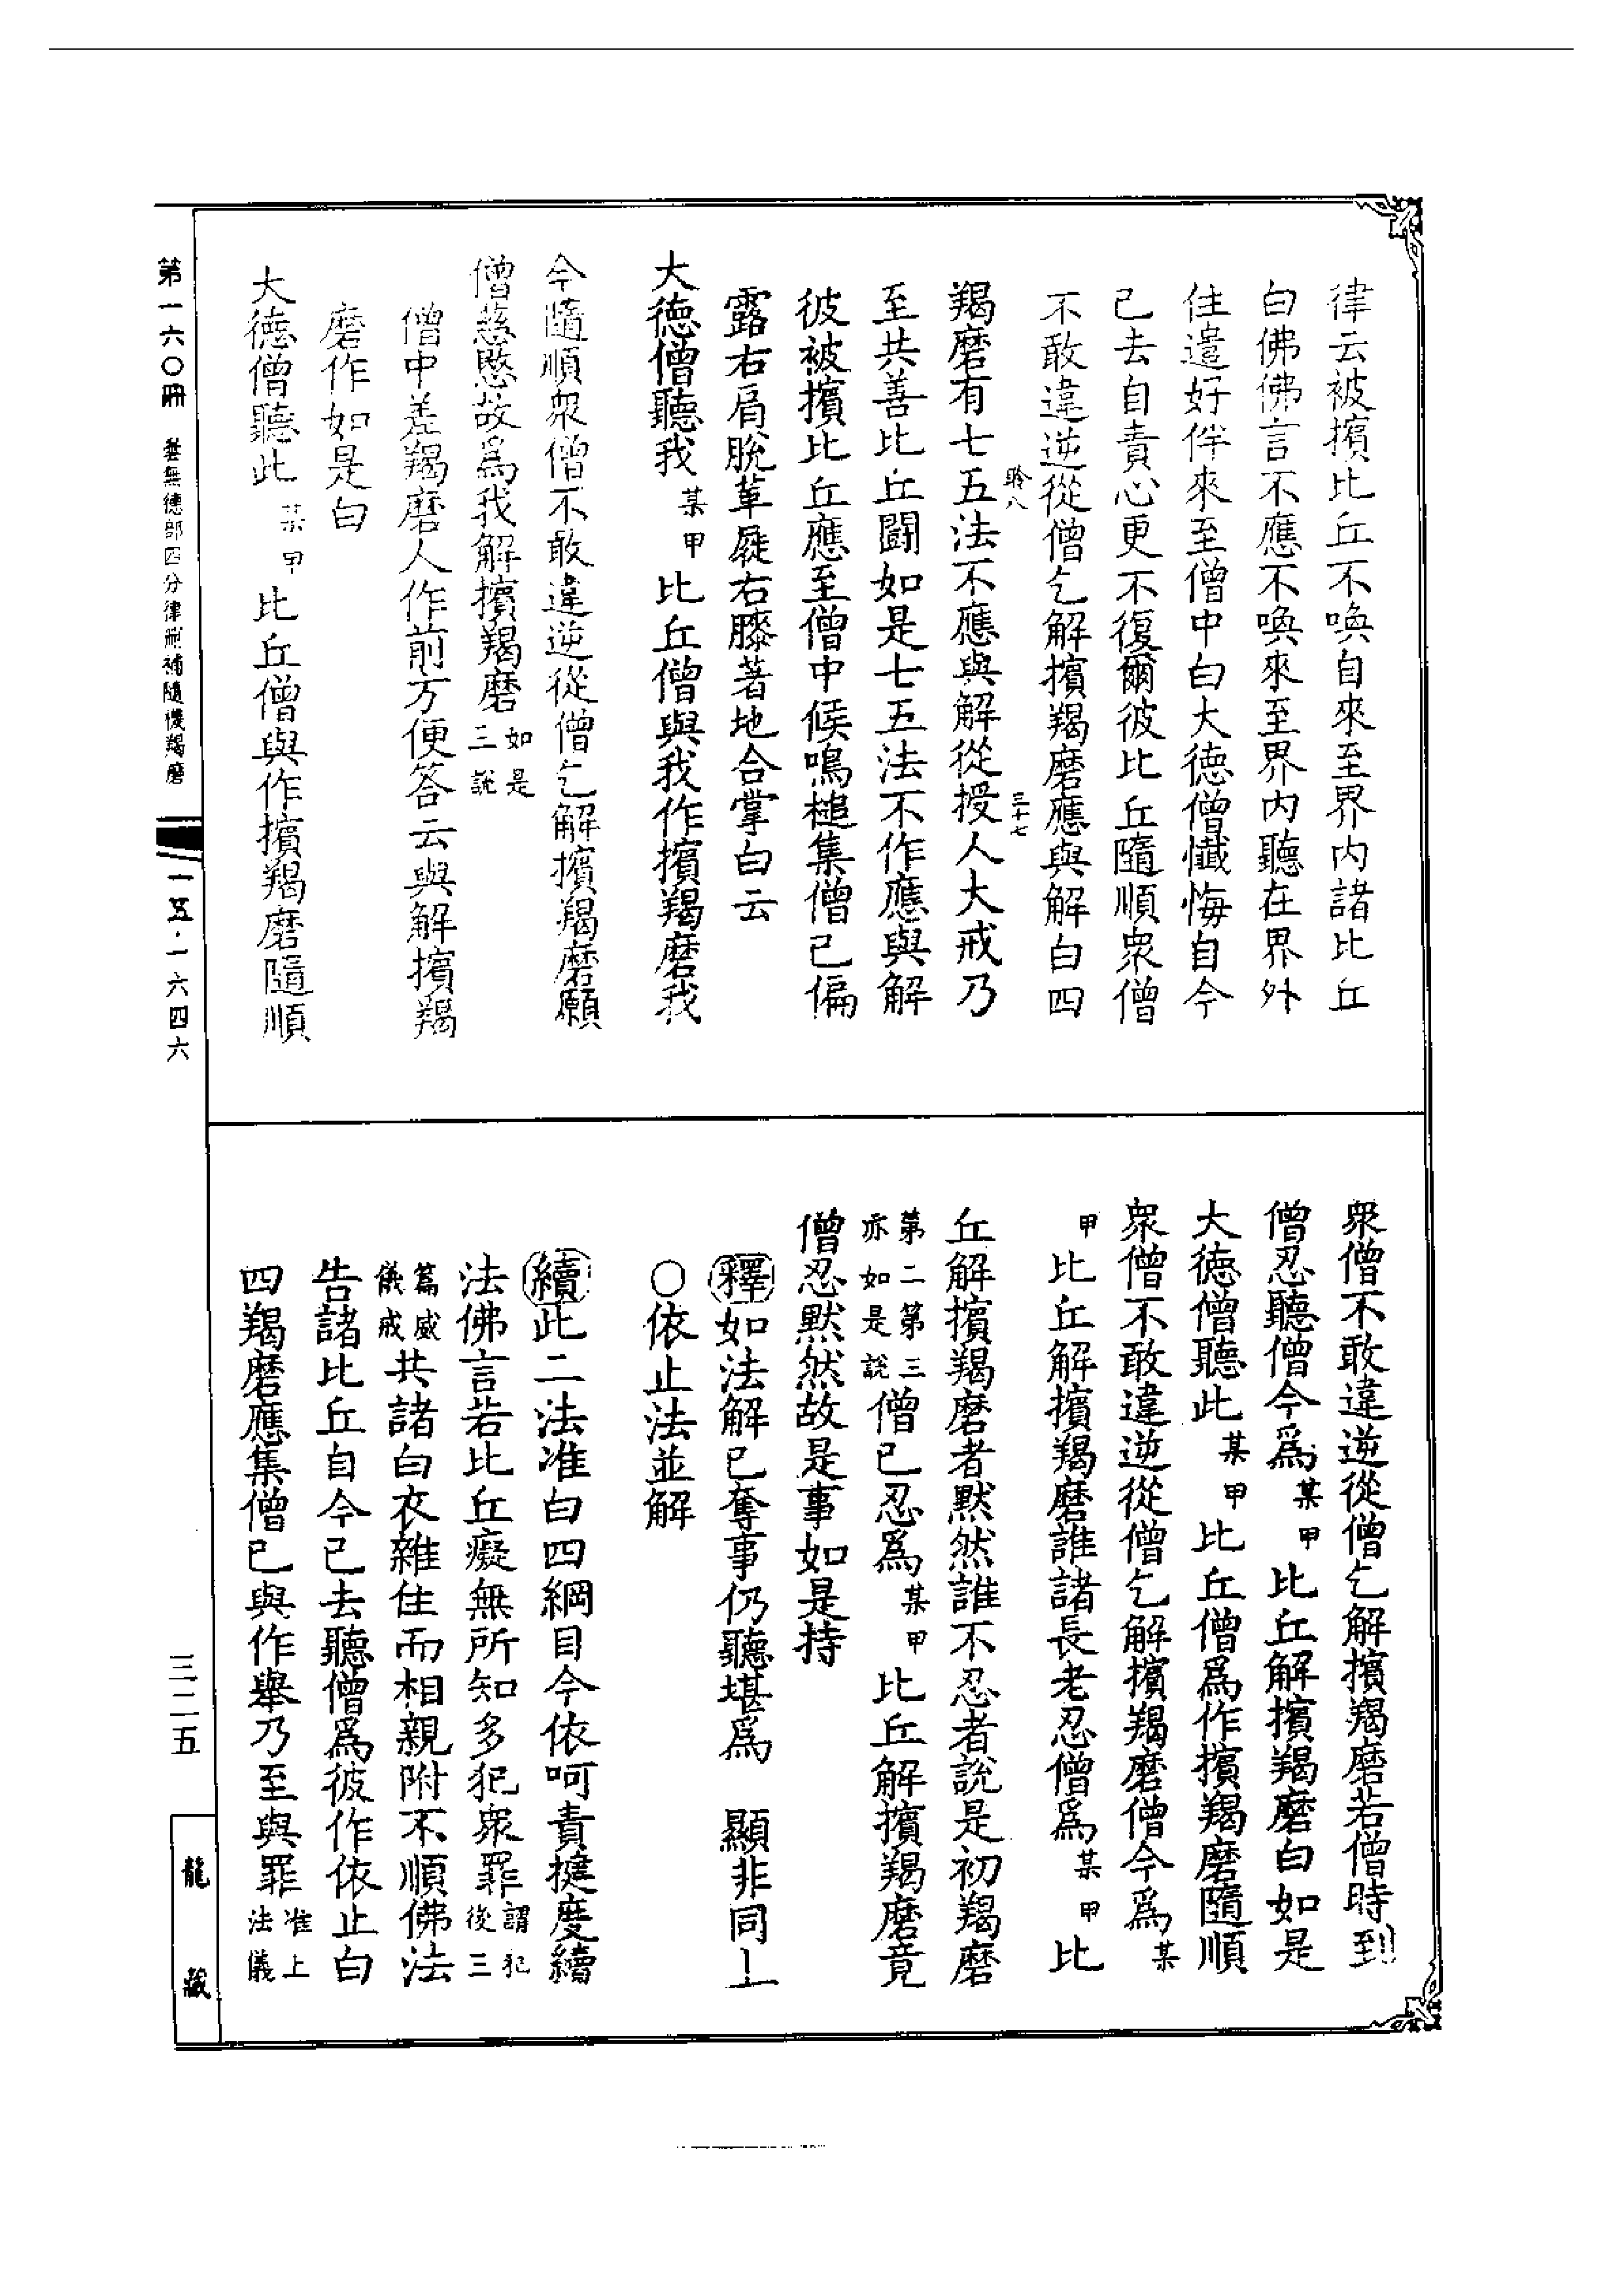 律云被擯比丘不喚自來至界內諸比丘
白佛佛言不應不喚來至界內聽在界外
住遣好伴來至僧中白大德僧懺悔自今
已去自責心更不復爾彼比丘隨順眾僧
不敢違逆從僧乞解擯羯磨應與解白四
羯磨有七五法不應與解從授人大戒乃
至共善比丘鬪如是七五法不作應與解
彼被擯比丘應至僧中候鳴槌集僧已偏
露右肩脫革屣右膝著地合掌白云
大德僧聽我某甲比丘僧與我作擯羯磨我
今隨順眾僧不敢違逆從僧乞解擯羯磨願
僧慈愍故爲我解擯羯磨如是三說
僧中差羯磨人作前方便答云與解擯羯
磨作如是白
大德僧聽此某甲比丘僧與作擯羯磨隨順
眾僧不敢違逆從僧乞解擯羯磨若僧時到
僧忍聽僧今爲某甲比丘解擯羯磨白如是
大德僧聽此某甲比丘僧爲作擯羯磨隨順
眾僧不敢違逆從僧乞解擯羯磨僧今爲某
甲比丘解擯羯磨誰諸長老忍僧爲某甲比
丘解擯羯磨者默然誰不忍者說是初羯磨
第二第三亦如是說僧已忍爲某甲比丘解擯羯磨竟
僧忍默然故是事如是持
釋如法解已奪事仍聽堪爲 顯非同上
○依止法並解
續此二法准白四綱目今依呵責揵度續
法佛言若比丘癡無所知多犯眾罪謂犯後三
篇威儀戒共諸白衣雜住而相親附不順佛法
告諸比丘自今已去聽僧爲彼作依止白
四羯磨應集僧已與作舉乃至與罪准上法儀
第一六〇冊 曇無德部四分律刪補隨機羯磨
一五·一六四六
三二五
龍藏